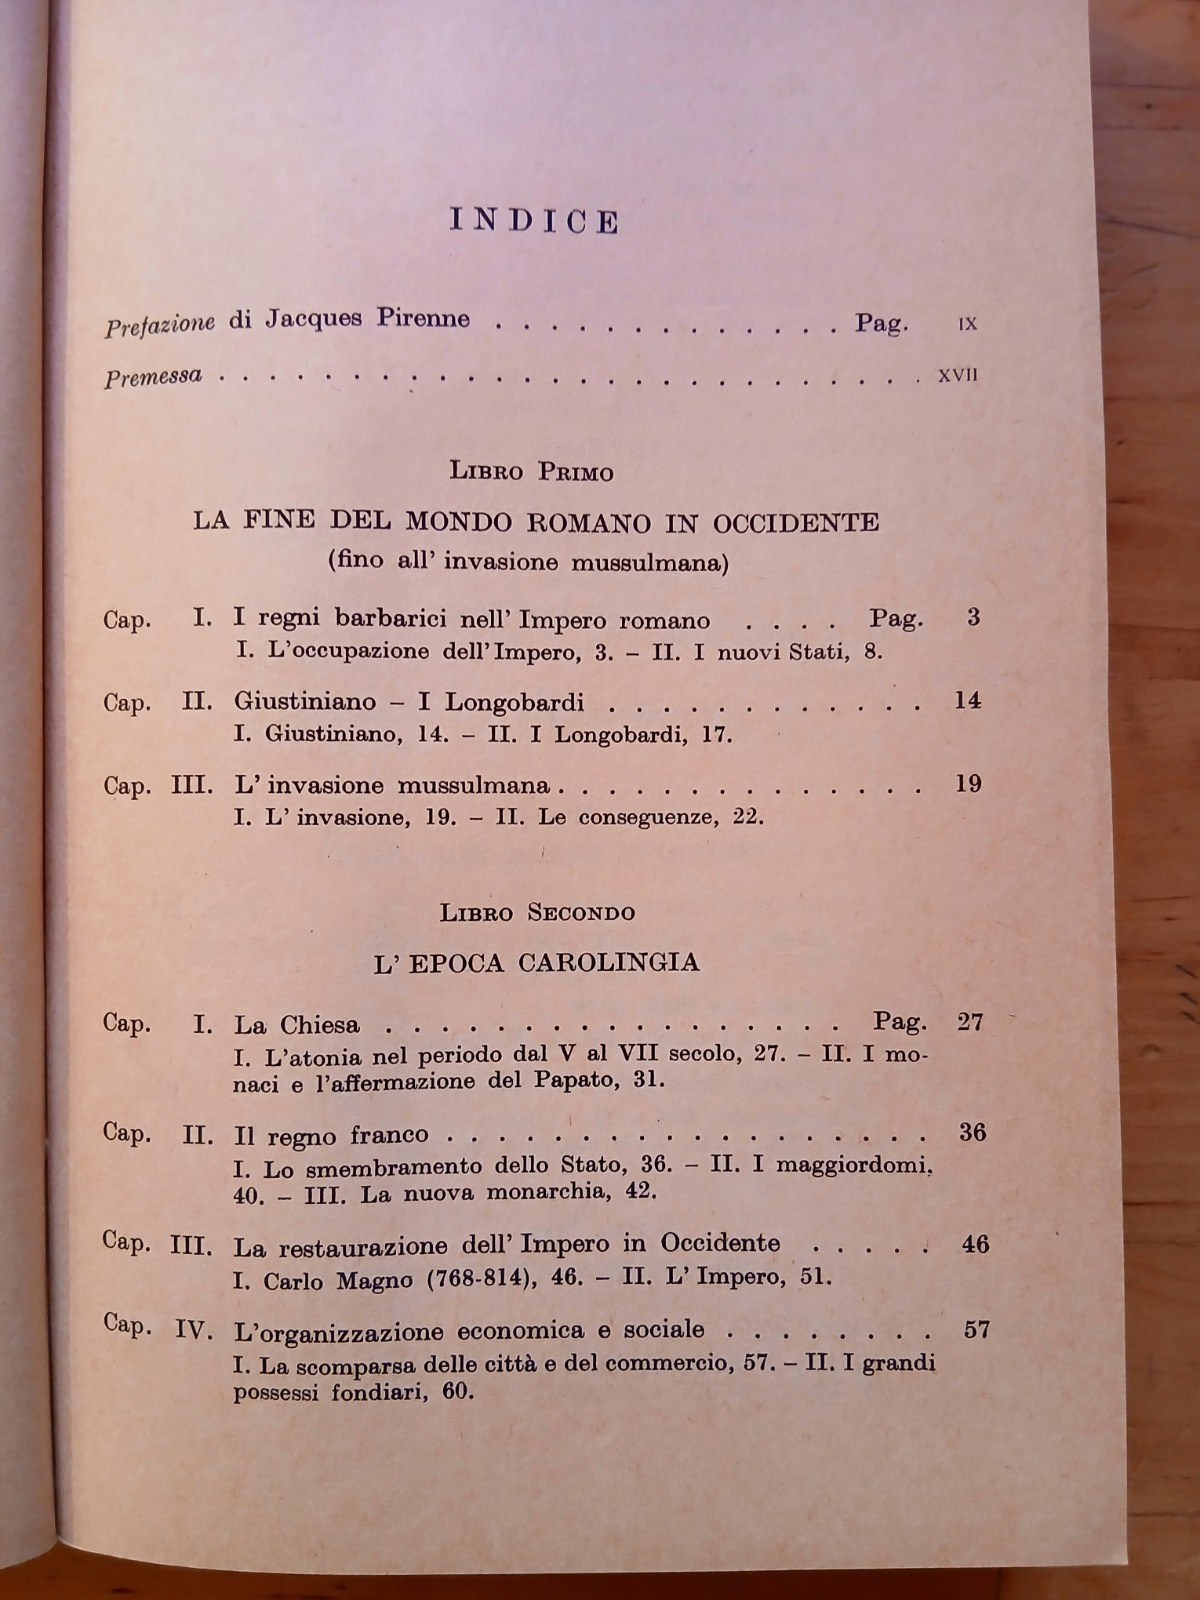 INDICE
Prefazione di Jacques Pirenne . . . . . . . . . . . . . Pag. IX
Premessa . . . . . . . . . . . . . . . . . . . . . . . . . . XVII
LIBRO PRIMO
LA FINE DEL MONDO ROMANO IN OCCIDENTE
(fino all' invasione mussulmana)
Cap. I. I regni barbarici nell' Impero romano . . . . Pag. 3
I. L'occupazione dell'Impero, 3. – II. I nuovi Stati, 8.
Cap. II. Giustiniano – I Longobardi . . . . . . . . . . . . 14
I. Giustiniano, 14. – II. I Longobardi, 17.
Cap. III. L' invasione mussulmana . . . . . . . . . . . . . . 19
I. L' invasione, 19. – II. Le conseguenze, 22.
LIBRO SECONDO
L' EPOCA CAROLINGIA
Cap. I. La Chiesa . . . . . . . . . . . . . . . . . Pag. 27
I. L'atonia nel periodo dal V al VII secolo, 27. – II. I mo-
naci e l'affermazione del Papato, 31.
Cap. II. Il regno franco . . . . . . . . . . . . . . . . . . 36
I. Lo smembramento dello Stato, 36. – II. I maggiordomi,
40. – III. La nuova monarchia, 42.
Cap. III. La restaurazione dell' Impero in Occidente . . . . . 46
I. Carlo Magno (768-814), 46. – II. L' Impero, 51.
Cap. IV. L'organizzazione economica e sociale . . . . . . . . 57
I. La scomparsa delle città e del commercio, 57. – II. I grandi
possessi fondiari, 60.